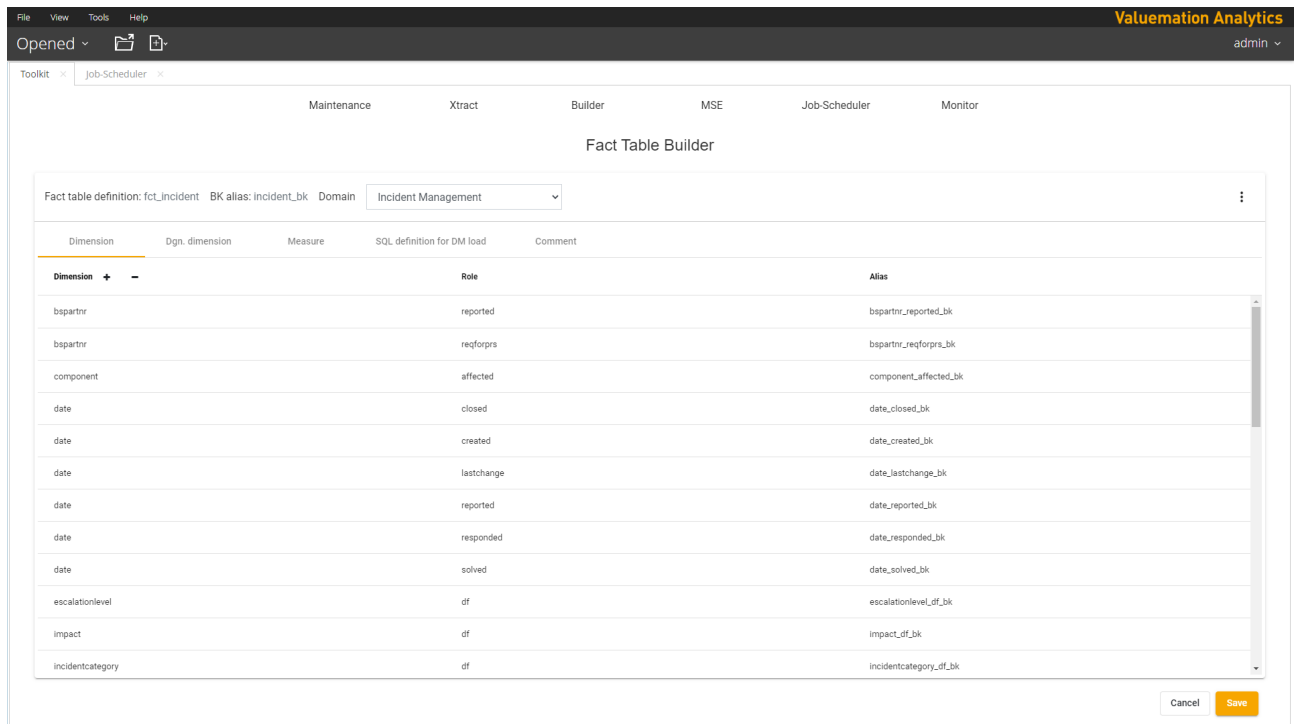 File View Tools Help Valuemation Analytics
Opened admin
Toolkit × Job-Scheduler ×
Maintenance Xtract Builder MSE Job-Scheduler Monitor
Fact Table Builder
Fact table definition: fct_incident BK alias: incident_bk Domain Incident Management
Dimension Dgn. dimension Measure SQL definition for DM load Comment
Dimension + − Role Alias
bspartnr reported bspartnr_reported_bk
bspartnr reqforprs bspartnr_reqforprs_bk
component affected component_affected_bk
date closed date_closed_bk
date created date_created_bk
date lastchange date_lastchange_bk
date reported date_reported_bk
date responded date_responded_bk
date solved date_solved_bk
escalationlevel df escalationlevel_df_bk
impact df impact_df_bk
incidentcategory df incidentcategory_df_bk
Cancel Save